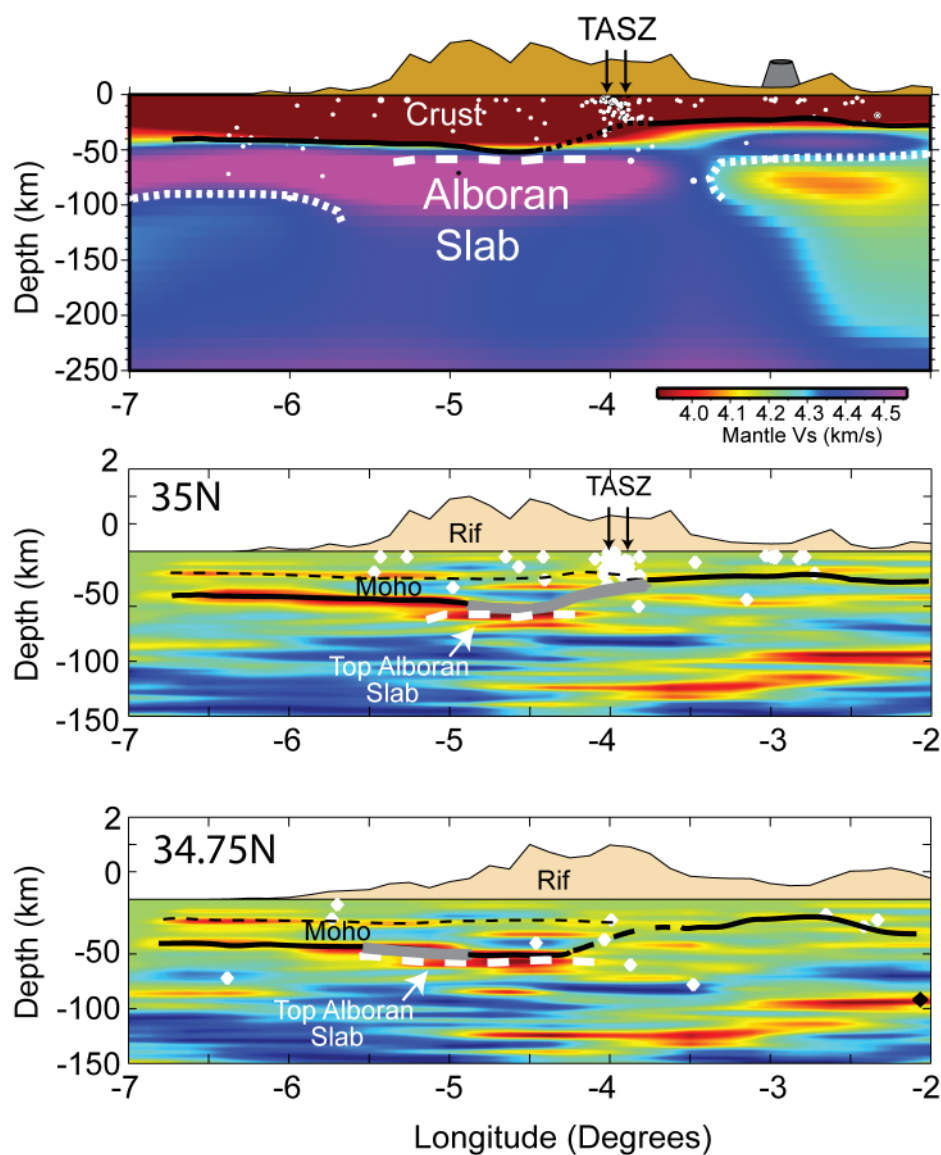 TASZ
0
-50
-100
-150
-200
-250
Depth (km)
Crust
Alboran
Slab
-7
-6
-5
-4
4.0 4.1 4.2 4.3 4.4 4.5
Mantle Vs (km/s)
2
0
35N
TASZ
Rif
-50
-100
-150
Depth (km)
Moho
Top Alboran
Slab
-7
-6
-5
-4
-3
-2
2
0
34.75N
Rif
-50
-100
-150
Depth (km)
Moho
Top Alboran
Slab
-7
-6
-5
-4
-3
-2
Longitude (Degrees)